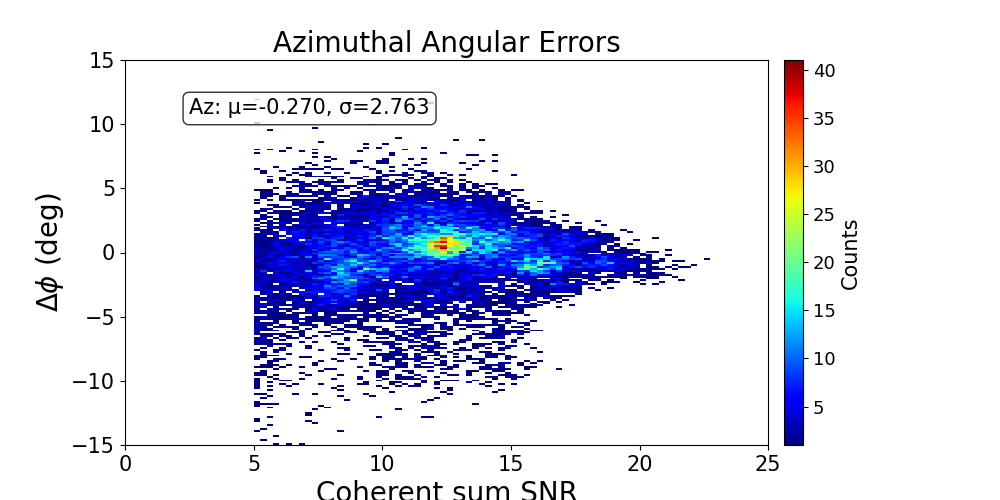 Azimuthal Angular Errors
Az: μ=-0.270, σ=2.763
Δϕ (deg)
15
10
5
0
−5
−10
−15
0 5 10 15 20 25
Coherent sum SNR
40
35
30
25
20
15
10
5
Counts